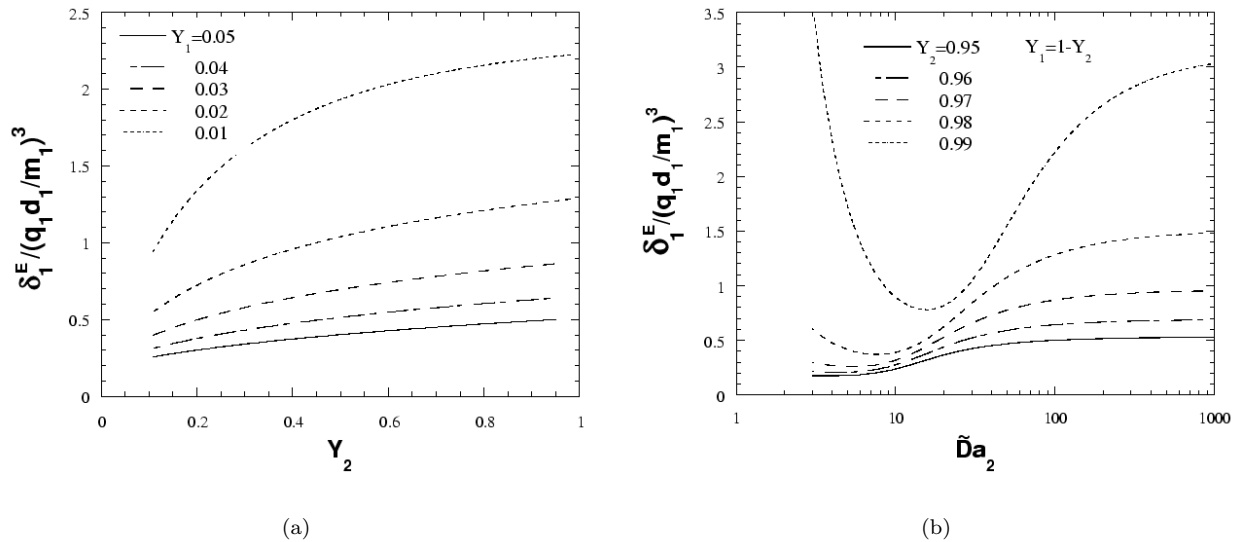 2.5
2
1.5
1
0.5
0
δ₁ᴱ/(q₁d₁/m₁)³
Y₁=0.05
0.04
0.03
0.02
0.01
0 0.2 0.4 0.6 0.8 1
Y₂
(a)
3.5
3
2.5
2
1.5
1
0.5
0
δ₁ᴱ/(q₁d₁/m₁)³
Y₂=0.95 Y₁=1-Y₂
0.96
0.97
0.98
0.99
1 10 100 1000
D̃a₂
(b)